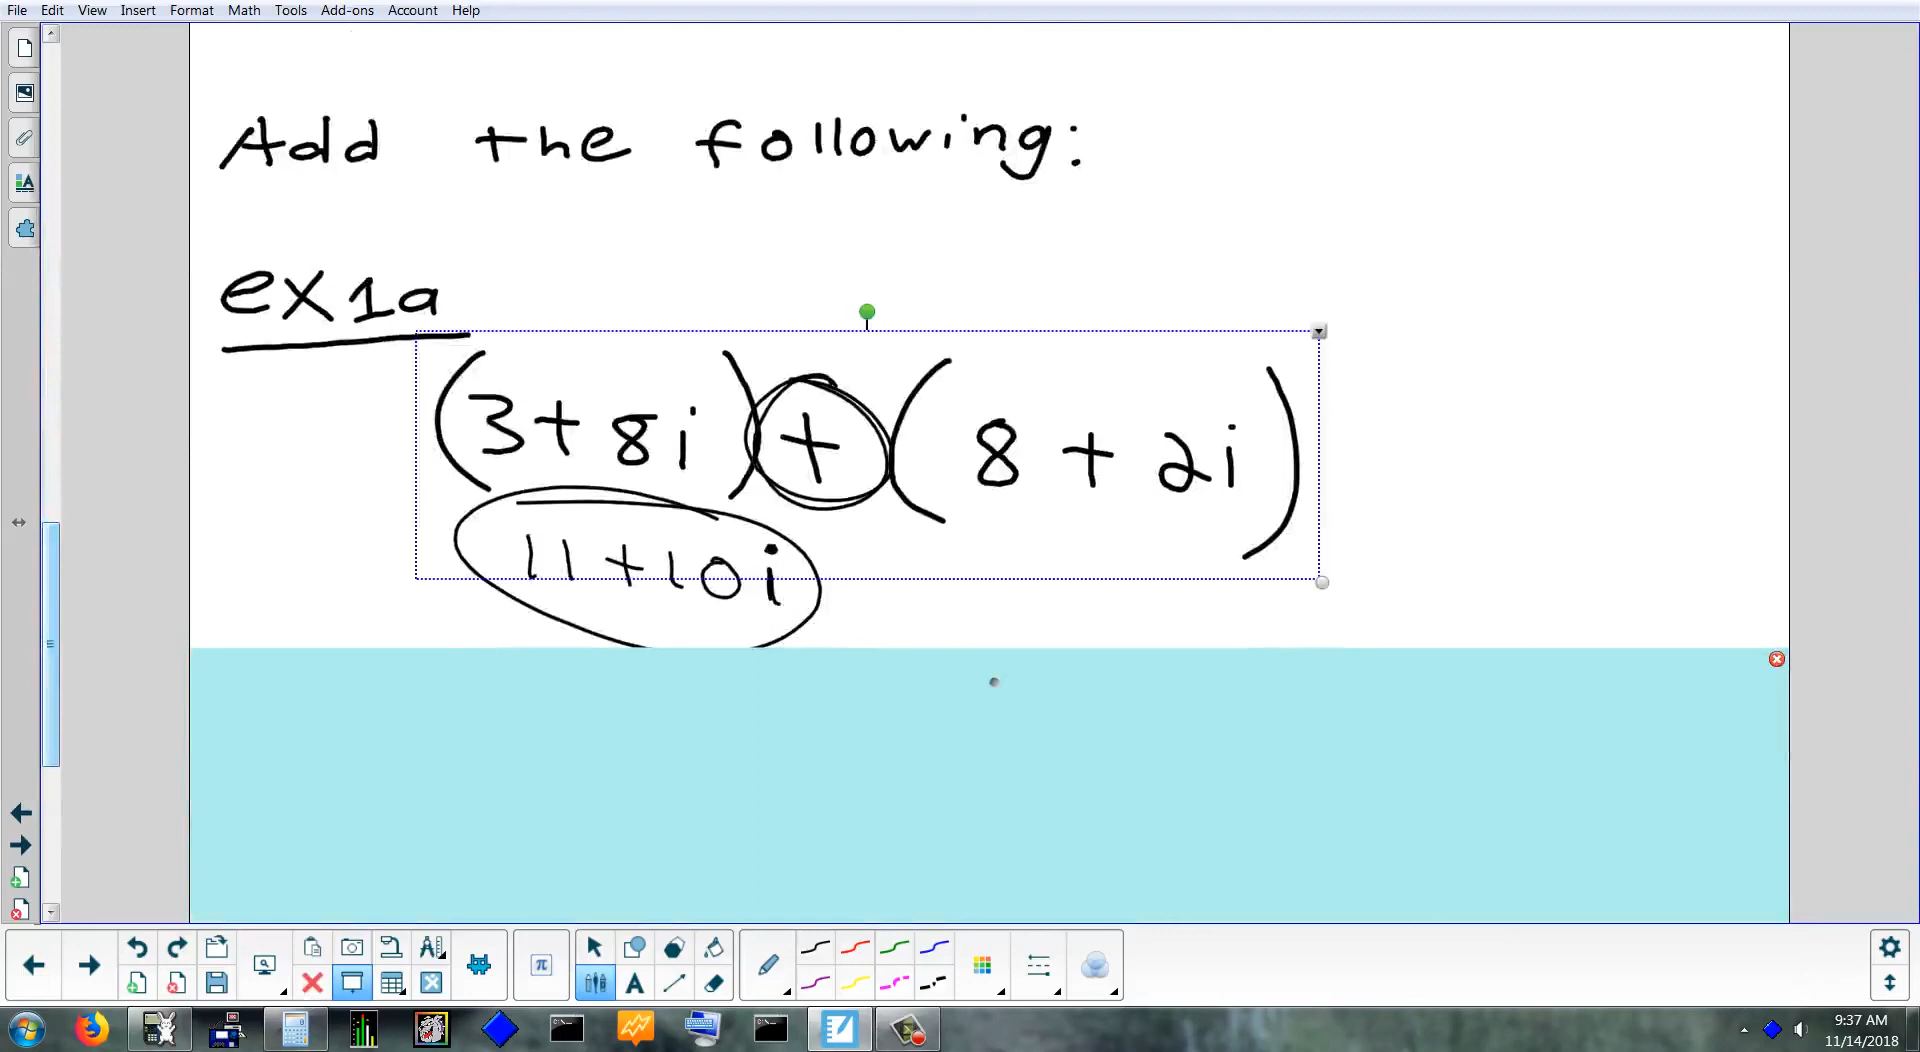 File Edit View Insert Format Math Tools Add-ons Account Help
Add the following:
ex1a
(3+8i) + (8 + 2i)
11+10i
9:37 AM
11/14/2018